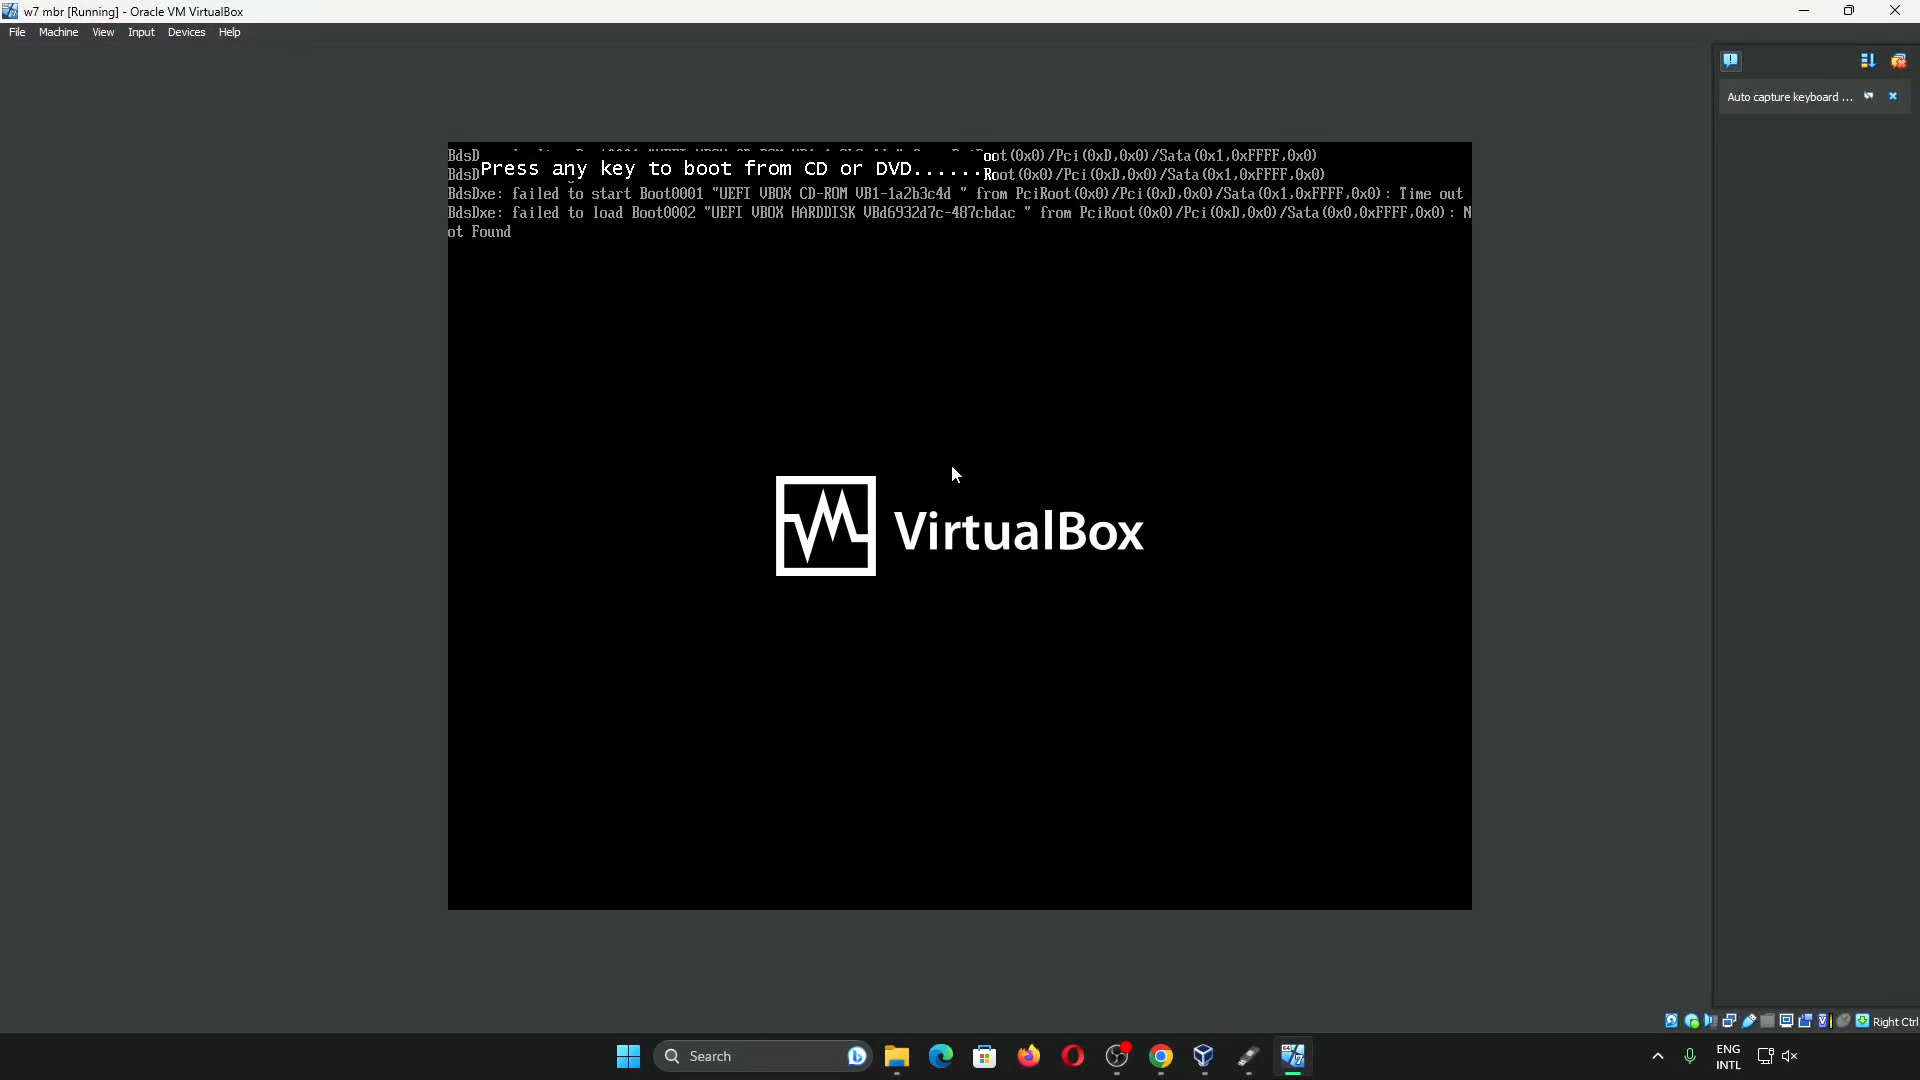 w7 mbr [Running] - Oracle VM VirtualBox
File Machine View Input Devices Help
Auto capture keyboard ...
BdsD oot(0x0)/Pci(0xD,0x0)/Sata(0x1,0xFFFF,0x0)
Press any key to boot from CD or DVD......
BdsD Root(0x0)/Pci(0xD,0x0)/Sata(0x1,0xFFFF,0x0)
BdsDxe: failed to start Boot0001 "UEFI VBOX CD-ROM VB1-1a2b3c4d " from PciRoot(0x0)/Pci(0xD,0x0)/Sata(0x1,0xFFFF,0x0): Time out
BdsDxe: failed to load Boot0002 "UEFI VBOX HARDDISK VBd6932d7c-487cbdac " from PciRoot(0x0)/Pci(0xD,0x0)/Sata(0x0,0xFFFF,0x0): N
ot Found
VirtualBox
Right Ctrl
Search
ENG
INTL